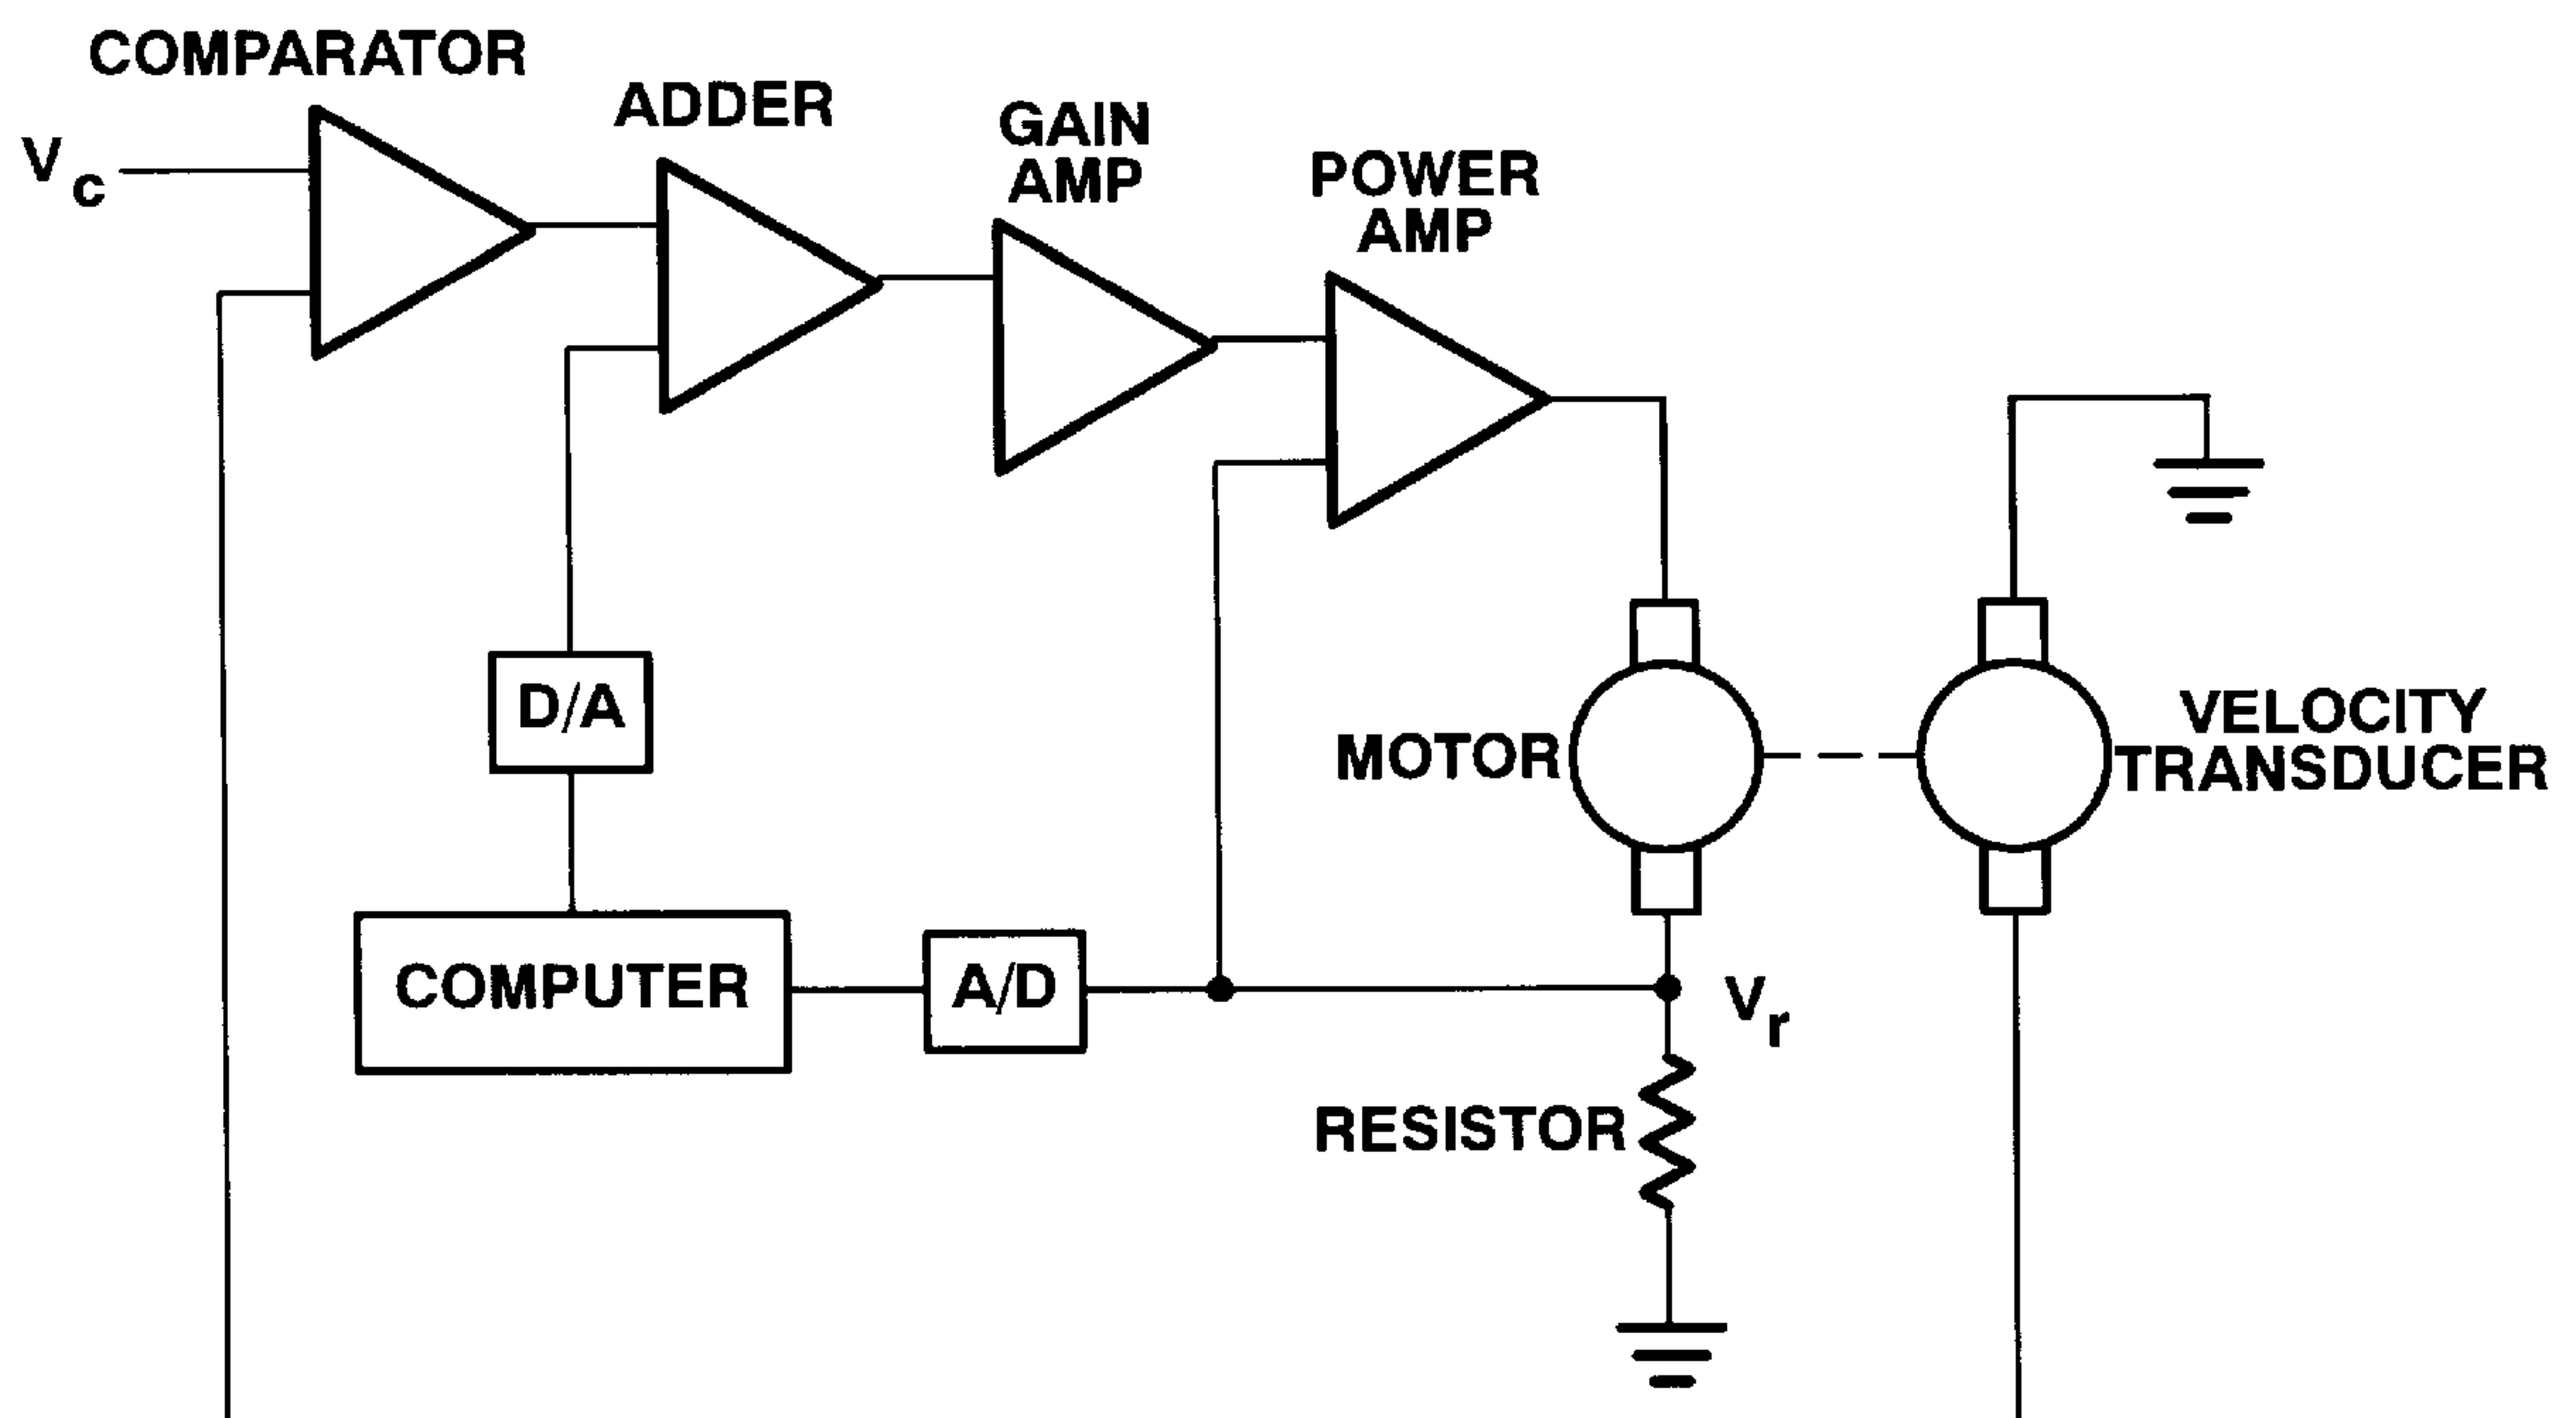 COMPARATOR
ADDER
GAIN
AMP
POWER
AMP
Vc
D/A
MOTOR
VELOCITY
TRANSDUCER
COMPUTER
A/D
Vr
RESISTOR